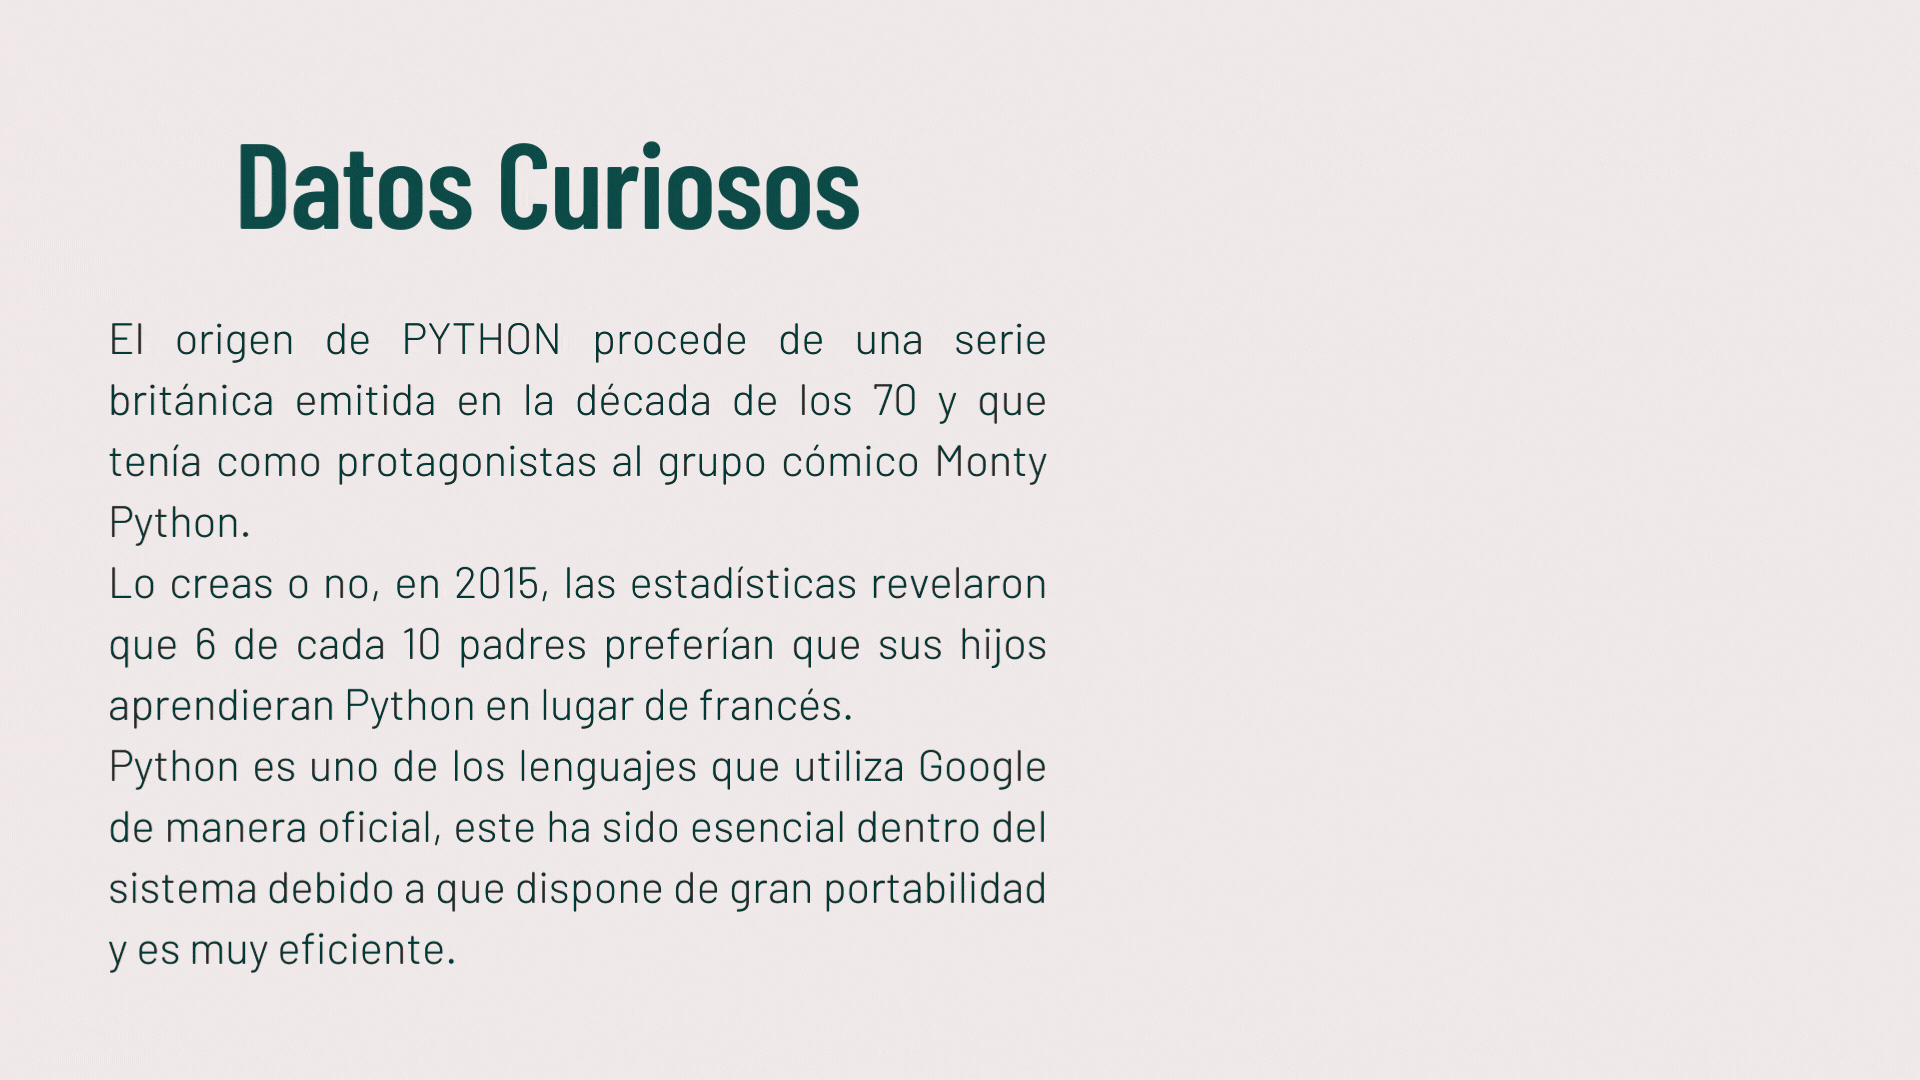 Datos Curiosos
El origen de PYTHON procede de una serie
británica emitida en la década de los 70 y que
tenía como protagonistas al grupo cómico Monty
Python.
Lo creas o no, en 2015, las estadísticas revelaron
que 6 de cada 10 padres preferían que sus hijos
aprendieran Python en lugar de francés.
Python es uno de los lenguajes que utiliza Google
de manera oficial, este ha sido esencial dentro del
sistema debido a que dispone de gran portabilidad
y es muy eficiente.